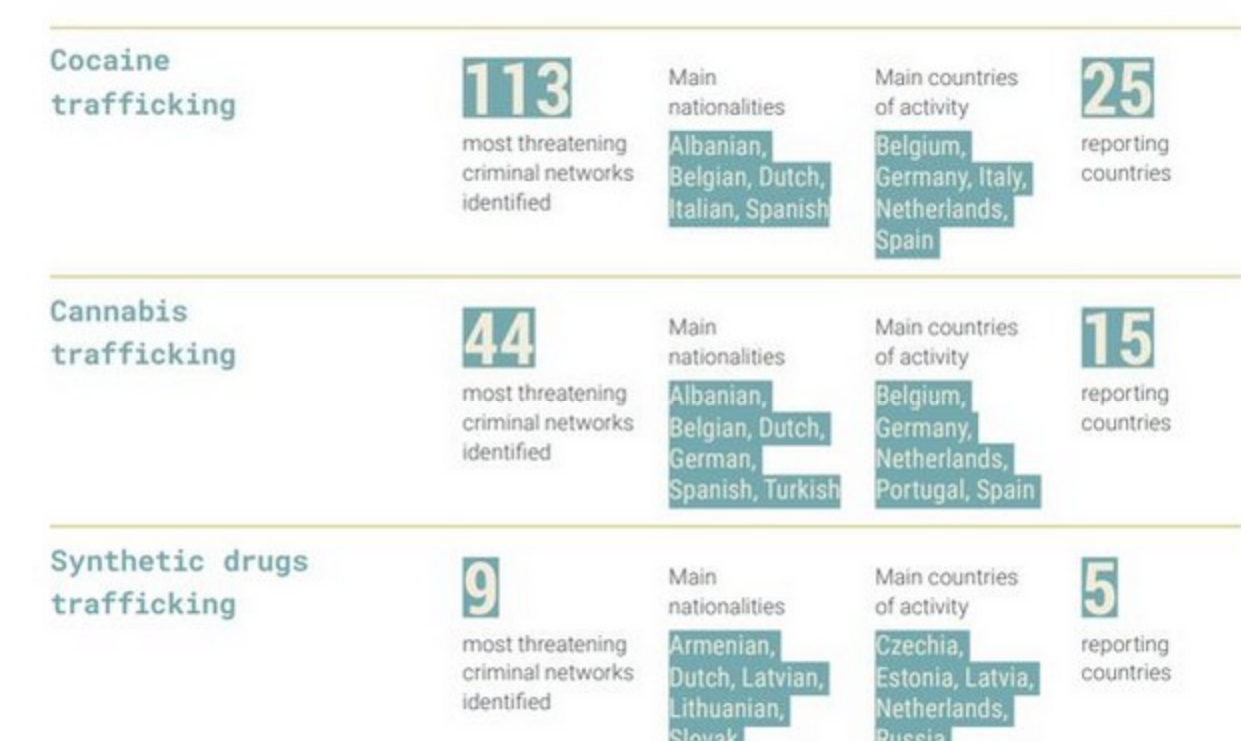 Cocaine
trafficking
113
most threatening
criminal networks
identified
Main
nationalities
Albanian,
Belgian, Dutch,
Italian, Spanish
Main countries
of activity
Belgium,
Germany, Italy,
Netherlands,
Spain
25
reporting
countries
Cannabis
trafficking
44
most threatening
criminal networks
identified
Main
nationalities
Albanian,
Belgian, Dutch,
German,
Spanish, Turkish
Main countries
of activity
Belgium,
Germany,
Netherlands,
Portugal, Spain
15
reporting
countries
Synthetic drugs
trafficking
9
most threatening
criminal networks
identified
Main
nationalities
Armenian,
Dutch, Latvian,
Lithuanian,
Slovak
Main countries
of activity
Czechia,
Estonia, Latvia,
Netherlands,
Russia
5
reporting
countries